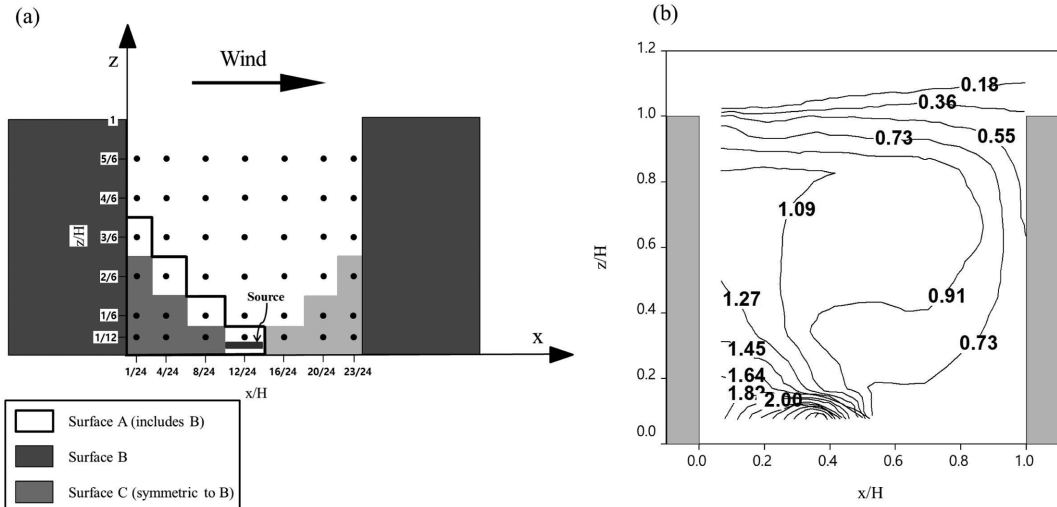 (a)
z
Wind
1
5/6
4/6
z/H
3/6
2/6
Source
1/6
1/12
x
1/24 4/24 8/24 12/24 16/24 20/24 23/24
x/H
Surface A (includes B)
Surface B
Surface C (symmetric to B)
(b)
1.2
1.0
0.8
0.6
0.4
0.2
0.0
z/H
0.18
0.36
0.55
0.73
1.09
0.91
1.27
0.73
1.45
1.64
1.82
2.00
0.0 0.2 0.4 0.6 0.8 1.0
x/H